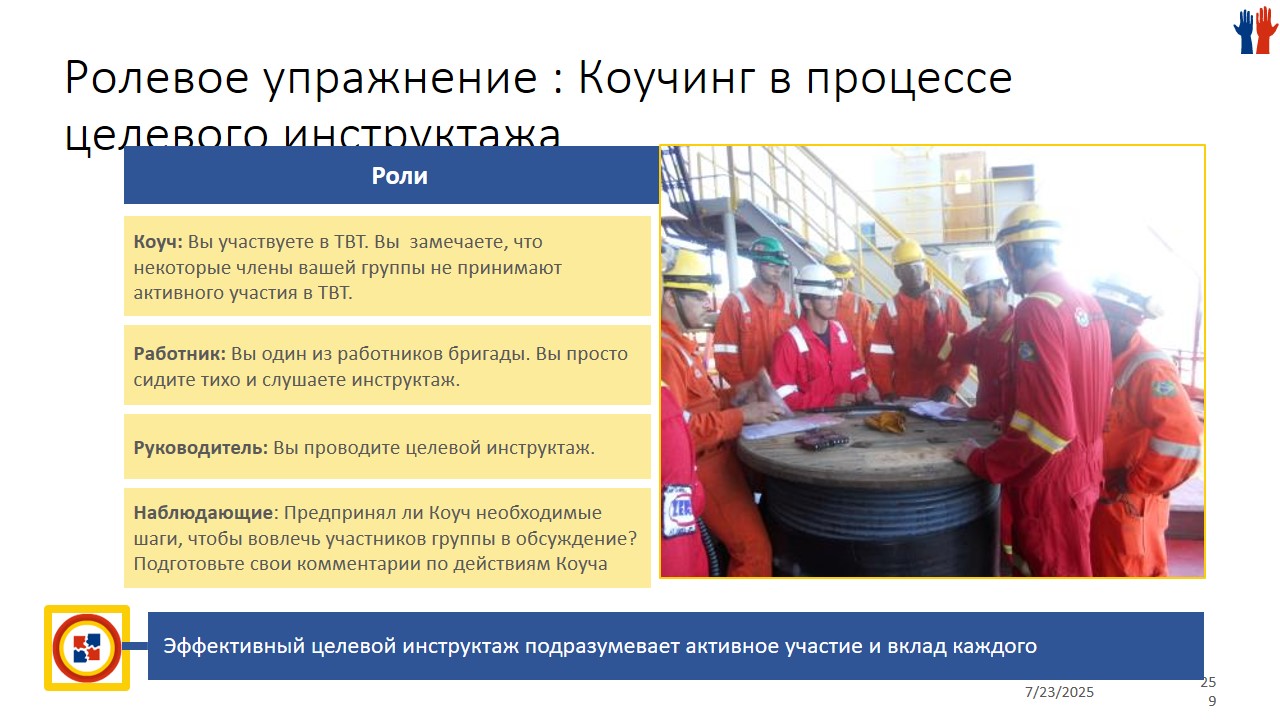 Ролевое упражнение : Коучинг в процессе
целевого инструктажа
Роли
Коуч: Вы участвуете в ТВТ. Вы  замечаете, что
некоторые члены вашей группы не принимают
активного участия в ТВТ.
Работник: Вы один из работников бригады. Вы просто
сидите тихо и слушаете инструктаж.
Руководитель: Вы проводите целевой инструктаж.
Наблюдающие: Предпринял ли Коуч необходимые
шаги, чтобы вовлечь участников группы в обсуждение?
Подготовьте свои комментарии по действиям Коуча
Эффективный целевой инструктаж подразумевает активное участие и вклад каждого
7/23/2025
25
9